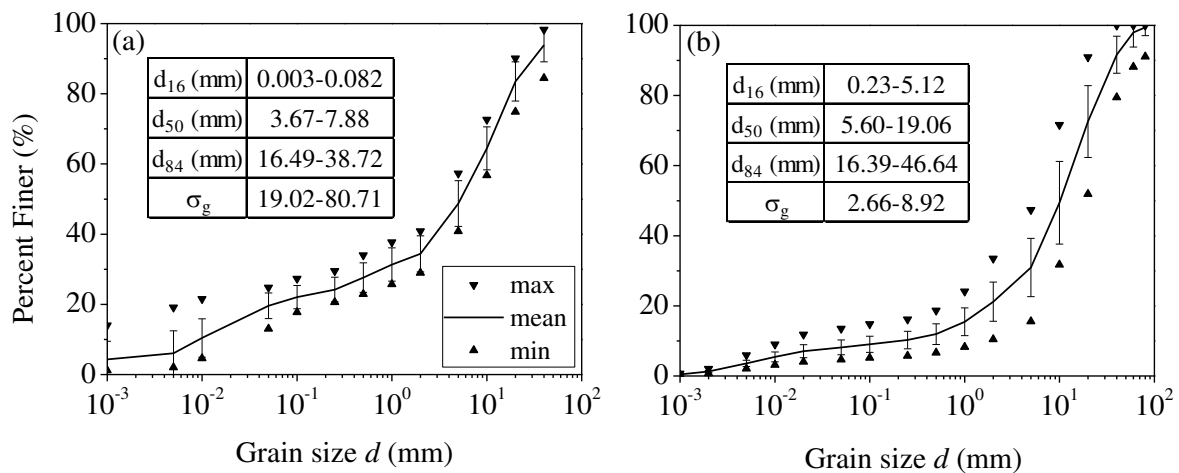 (a)
100
80
60
40
20
0
Percent Finer (%)
d16 (mm) 0.003-0.082
d50 (mm) 3.67-7.88
d84 (mm) 16.49-38.72
σg 19.02-80.71
max
mean
min
10-3 10-2 10-1 100 101 102
Grain size d (mm)
(b)
100
80
60
40
20
0
d16 (mm) 0.23-5.12
d50 (mm) 5.60-19.06
d84 (mm) 16.39-46.64
σg 2.66-8.92
10-3 10-2 10-1 100 101 102
Grain size d (mm)